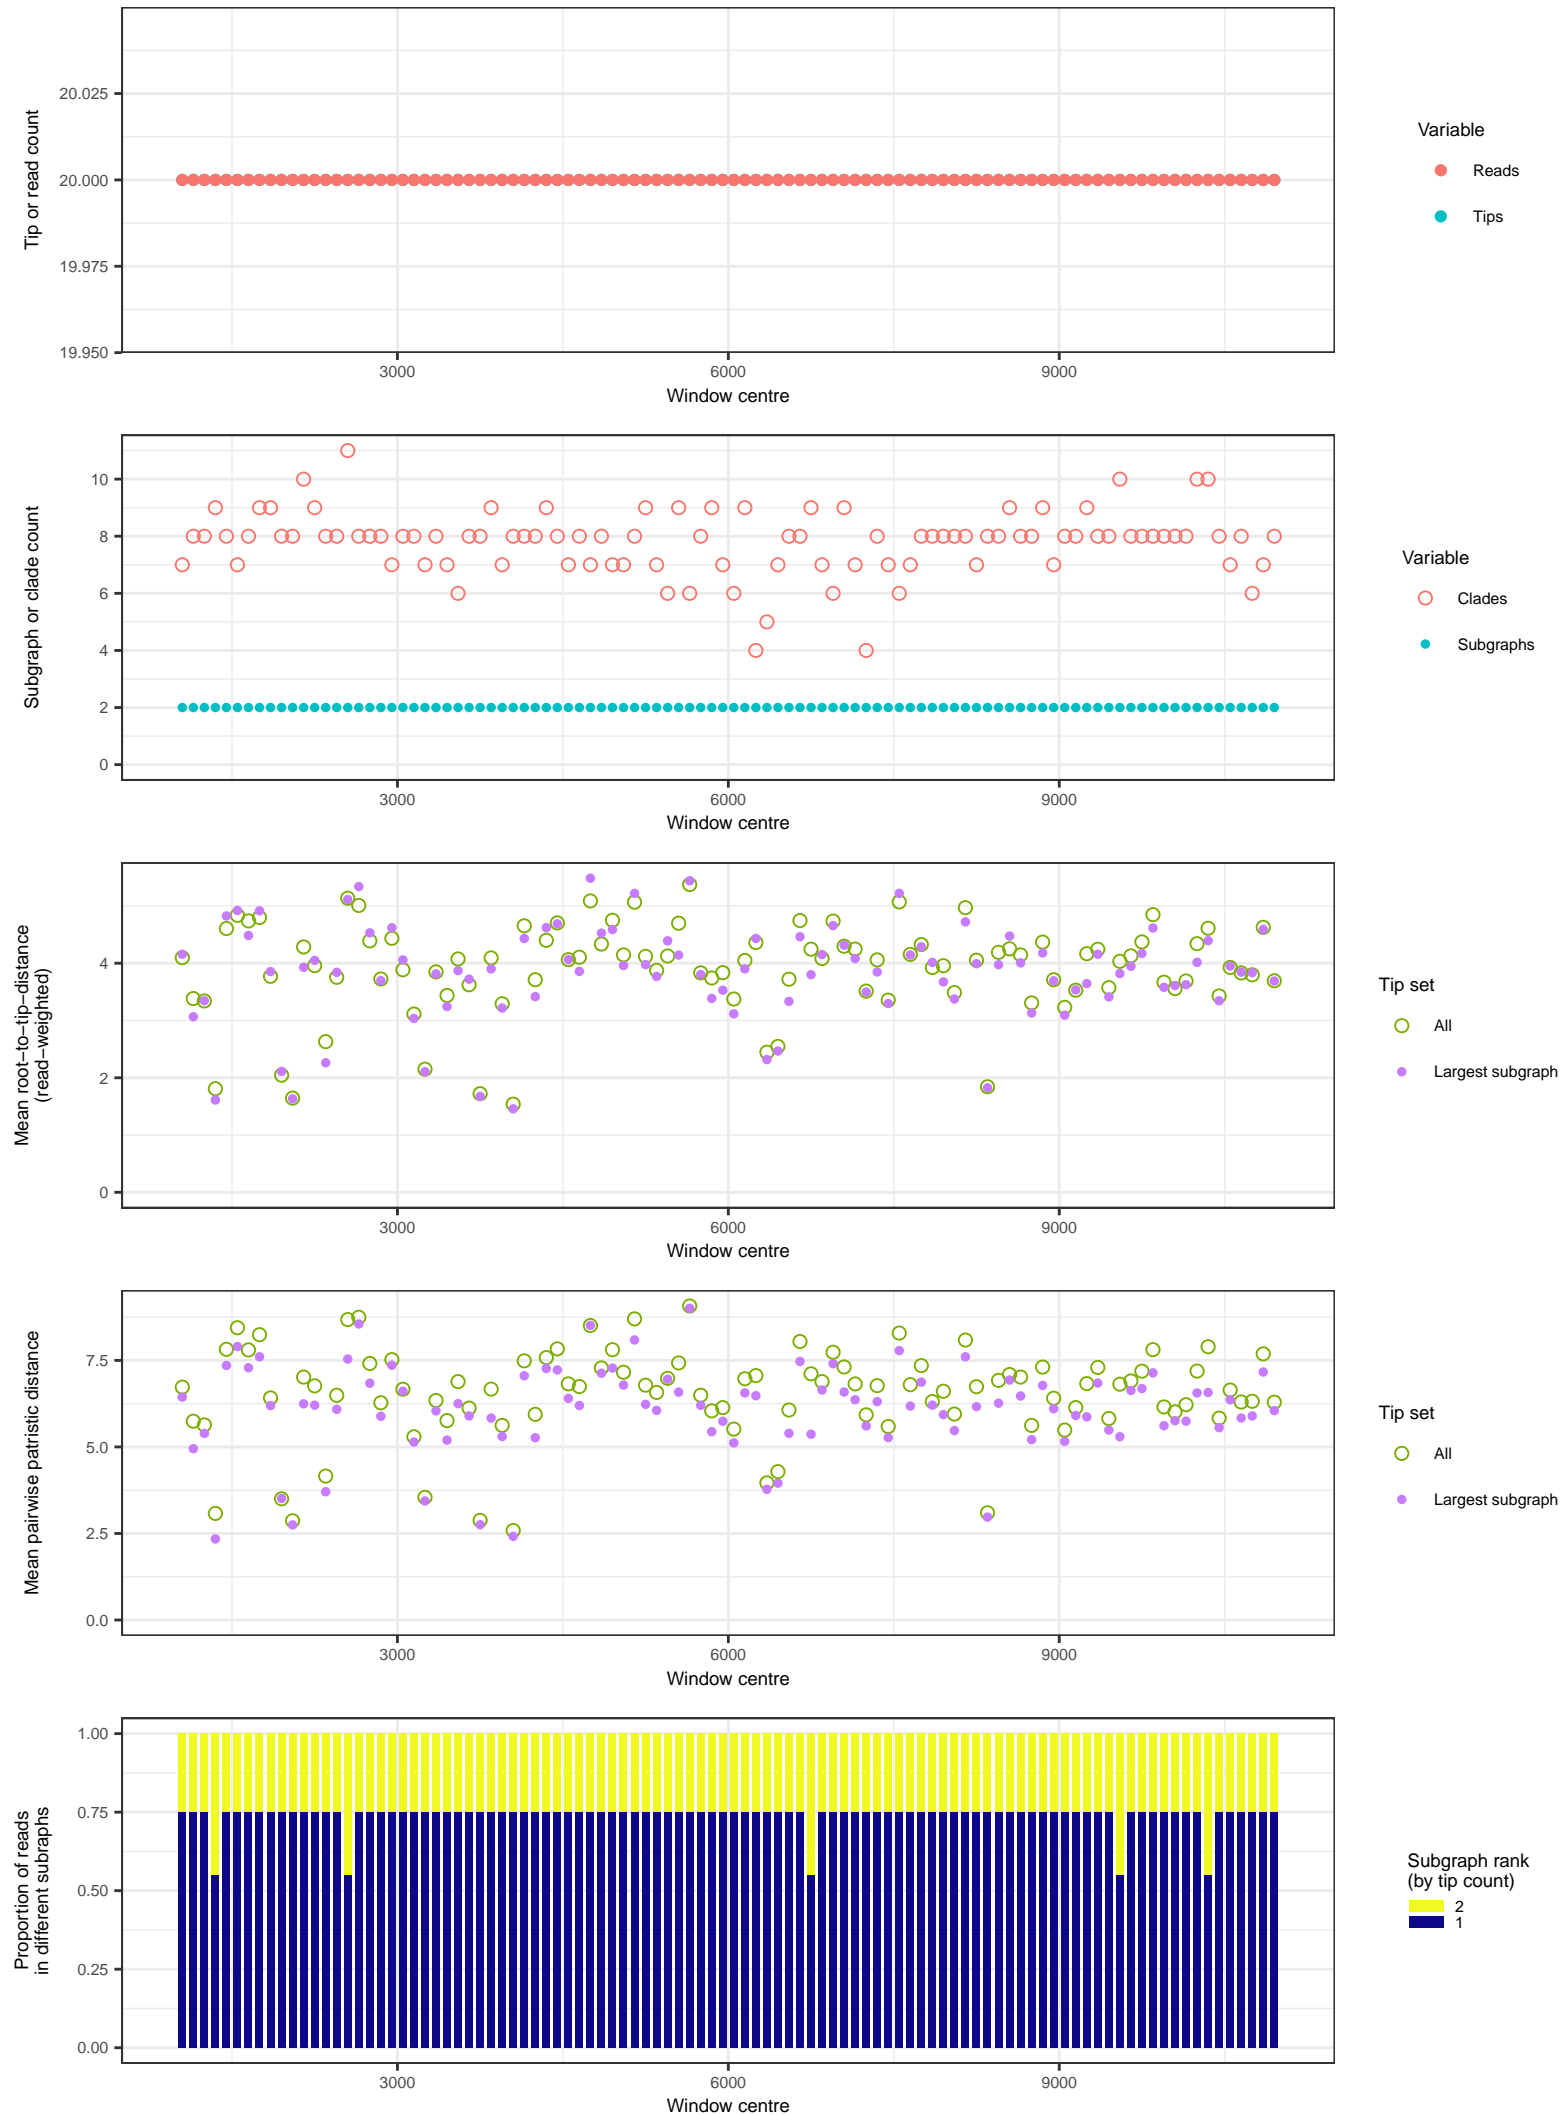 20.025
20.000
19.975
19.950
Tip or read count
3000
6000
9000
Window centre
Variable
Reads
Tips
10
8
6
4
2
0
Subgraph or clade count
3000
6000
9000
Window centre
Variable
Clades
Subgraphs
4
2
0
Mean root−to−tip−distance
(read−weighted)
3000
6000
9000
Window centre
Tip set
All
Largest subgraph
7.5
5.0
2.5
0.0
Mean pairwise patristic distance
3000
6000
9000
Window centre
Tip set
All
Largest subgraph
1.00
0.75
0.50
0.25
0.00
Proportion of reads
in different subraphs
3000
6000
9000
Window centre
Subgraph rank
(by tip count)
2
1